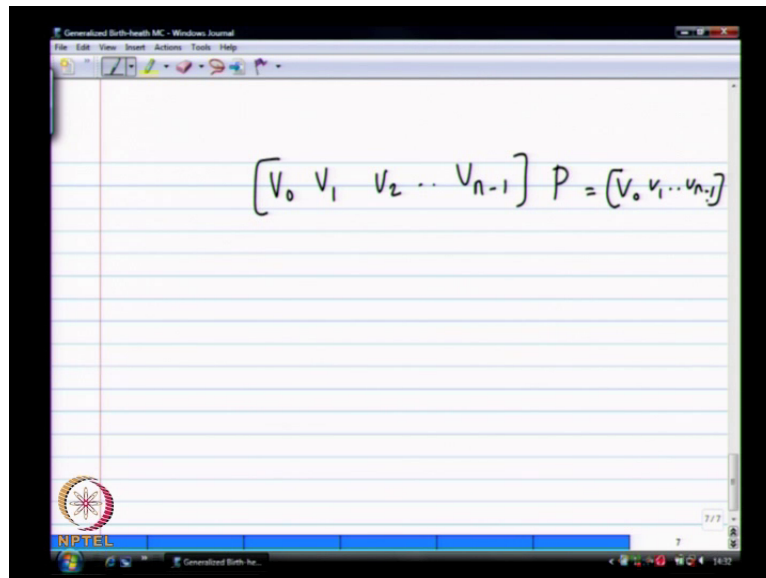 Generalized Birth-heath MC - Windows Journal
File Edit View Insert Actions Tools Help
[V₀ V₁ V₂ .. Vₙ₋₁] P = [V₀ V₁ .. Vₙ₋₁]
7/7
7
NPTEL
Generalized Birth-he...
14:32